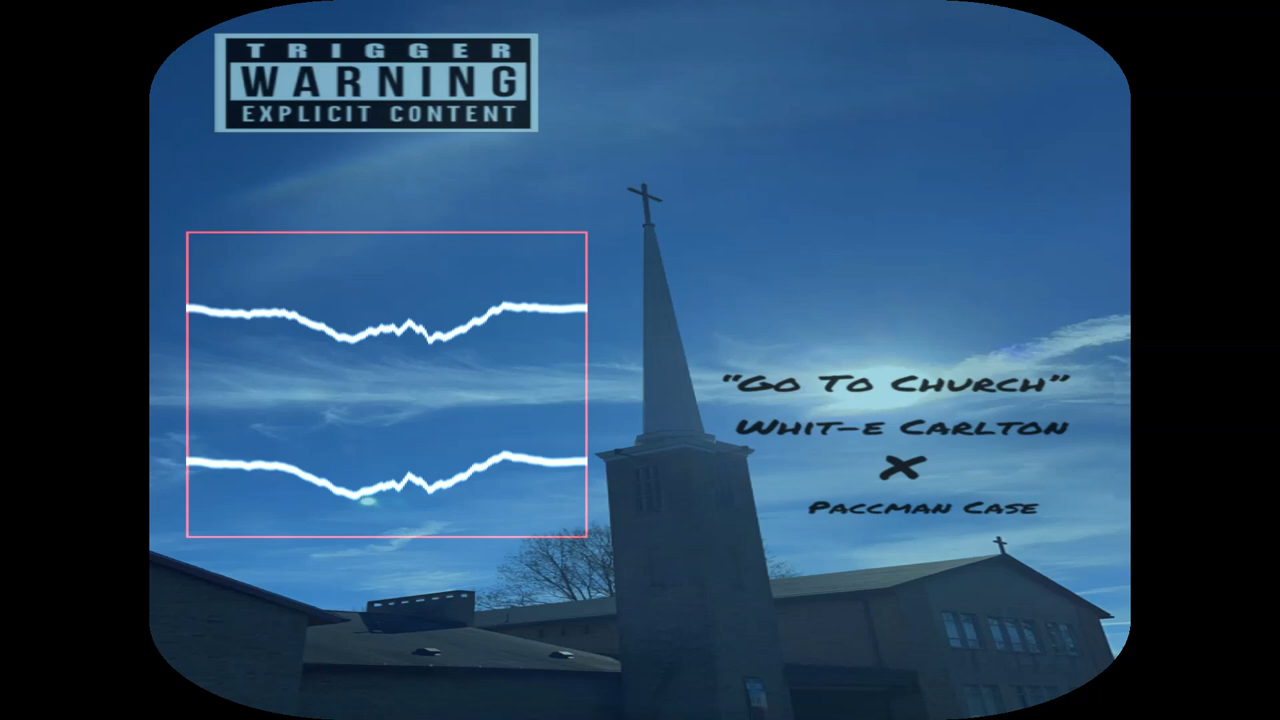 TRIGGER
WARNING
EXPLICIT CONTENT
"Go To Church"
Whit-e Carlton
X
Paccman Case